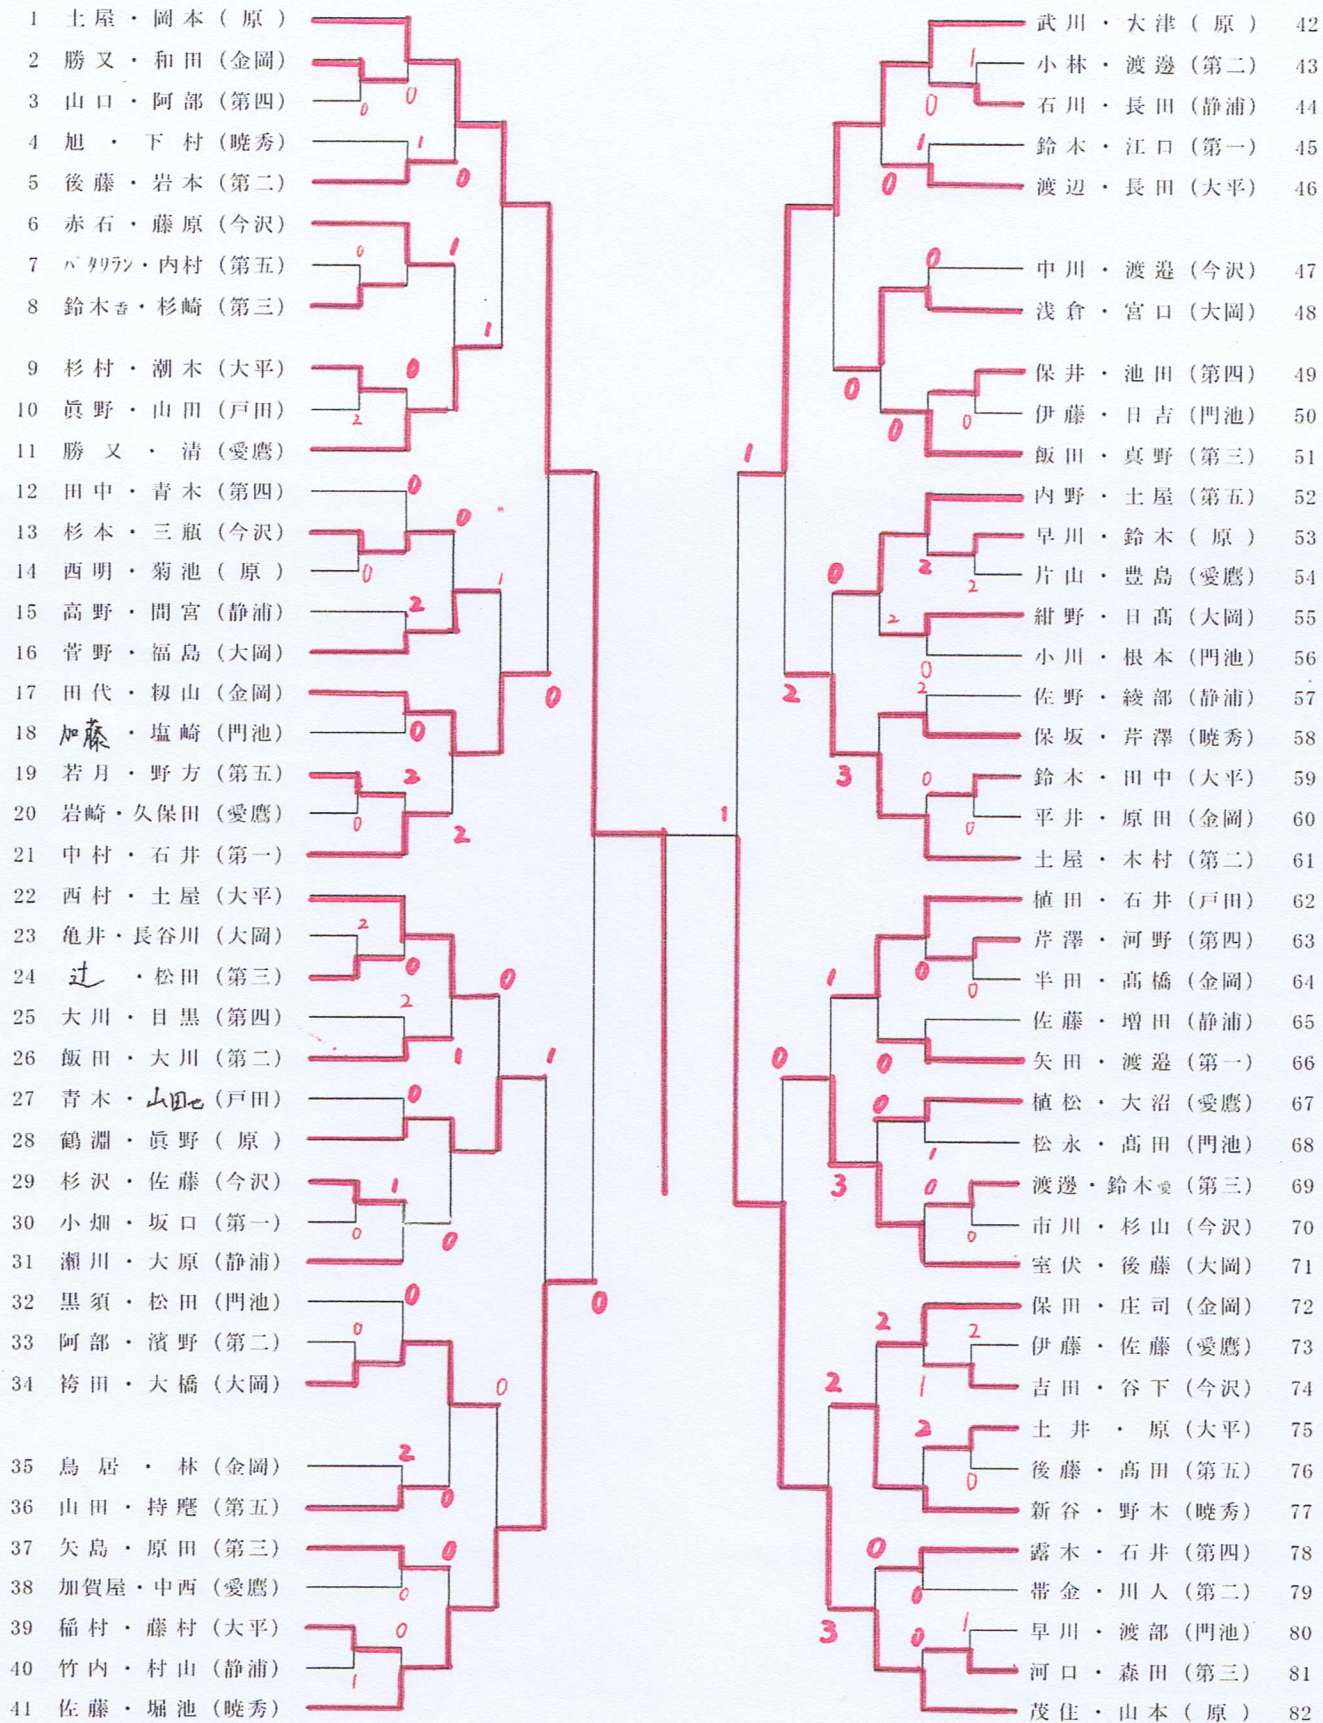 1 土屋・岡本(原)
2 勝又・和田(金岡)
3 山口・阿部(第四)
4 旭・下村(暁秀)
5 後藤・岩本(第二)
6 赤石・藤原(今沢)
7 バタリラン・内村(第五)
8 鈴木香・杉崎(第三)
9 杉村・潮木(大平)
10 眞野・山田(戸田)
11 勝又・清(愛鷹)
12 田中・青木(第四)
13 杉本・三瓶(今沢)
14 西明・菊池(原)
15 高野・間宮(静浦)
16 菅野・福島(大岡)
17 田代・籾山(金岡)
18 加藤・塩崎(門池)
19 若月・野方(第五)
20 岩崎・久保田(愛鷹)
21 中村・石井(第一)
22 西村・土屋(大平)
23 亀井・長谷川(大岡)
24 辻・松田(第三)
25 大川・目黒(第四)
26 飯田・大川(第二)
27 青木・山田(戸田)
28 鶴淵・眞野(原)
29 杉沢・佐藤(今沢)
30 小畑・坂口(第一)
31 瀬川・大原(静浦)
32 黒須・松田(門池)
33 阿部・濱野(第二)
34 袴田・大橋(大岡)
35 鳥居・林(金岡)
36 山田・持麾(第五)
37 矢島・原田(第三)
38 加賀屋・中西(愛鷹)
39 稲村・藤村(大平)
40 竹内・村山(静浦)
41 佐藤・堀池(暁秀)
武川・大津(原) 42
小林・渡邉(第二) 43
石川・長田(静浦) 44
鈴木・江口(第一) 45
渡辺・長田(大平) 46
中川・渡邉(今沢) 47
浅倉・宮口(大岡) 48
保井・池田(第四) 49
伊藤・日吉(門池) 50
飯田・真野(第三) 51
内野・土屋(第五) 52
早川・鈴木(原) 53
片山・豊島(愛鷹) 54
紺野・日髙(大岡) 55
小川・根本(門池) 56
佐野・綾部(静浦) 57
保坂・芹澤(暁秀) 58
鈴木・田中(大平) 59
平井・原田(金岡) 60
土屋・木村(第二) 61
植田・石井(戸田) 62
芹澤・河野(第四) 63
半田・髙橋(金岡) 64
佐藤・増田(静浦) 65
矢田・渡邉(第一) 66
植松・大沼(愛鷹) 67
松永・髙田(門池) 68
渡邊・鈴木愛(第三) 69
市川・杉山(今沢) 70
室伏・後藤(大岡) 71
保田・庄司(金岡) 72
伊藤・佐藤(愛鷹) 73
吉田・谷下(今沢) 74
土井・原(大平) 75
後藤・髙田(第五) 76
新谷・野木(暁秀) 77
露木・石井(第四) 78
帯金・川人(第二) 79
早川・渡部(門池) 80
河口・森田(第三) 81
茂住・山本(原) 82